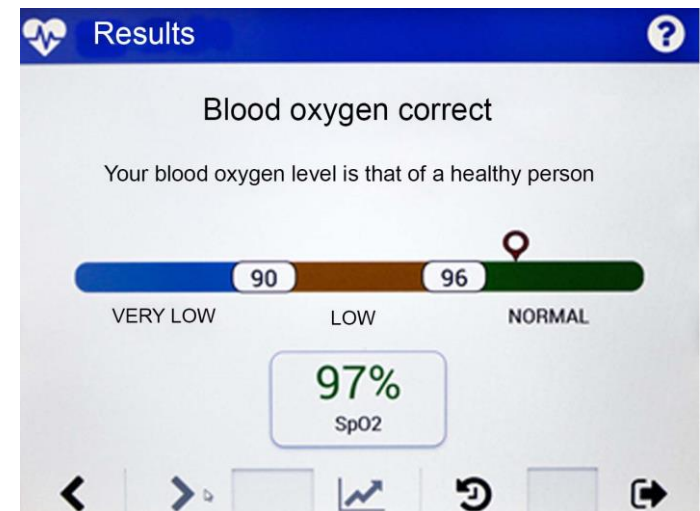 Results
?
Blood oxygen correct
Your blood oxygen level is that of a healthy person
90 96
VERY LOW LOW NORMAL
97%
SpO2